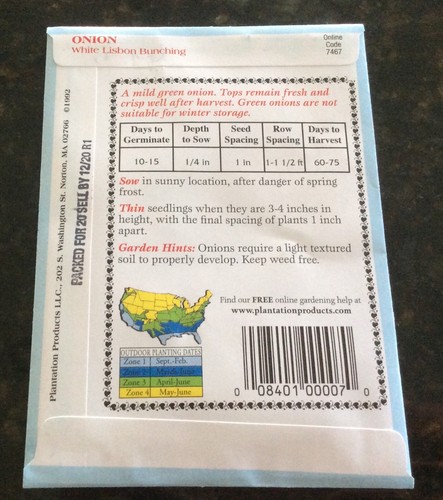 ONION
White Lisbon Bunching
Online
Code
7467
A mild green onion. Tops remain fresh and
crisp well after harvest. Green onions are not
suitable for winter storage.
Days to Germinate Depth to Sow Seed Spacing Row Spacing Days to Harvest
10-15 1/4 in 1 in 1-1 1/2 ft 60-75
Sow in sunny location, after danger of spring
frost.
Thin seedlings when they are 3-4 inches in
height, with the final spacing of plants 1 inch
apart.
Garden Hints: Onions require a light textured
soil to properly develop. Keep weed free.
Find our FREE online gardening help at
www.plantationproducts.com
OUTDOOR PLANTING DATES
Zone 1 Sept.-Feb.
Zone 2 March-June
Zone 3 April-June
Zone 4 May-June
0 08401 00007 0
Plantation Products LLC., 202 S. Washington St. Norton, MA 02766 ©1992
PACKED FOR 20 SELL BY 12/20 R1